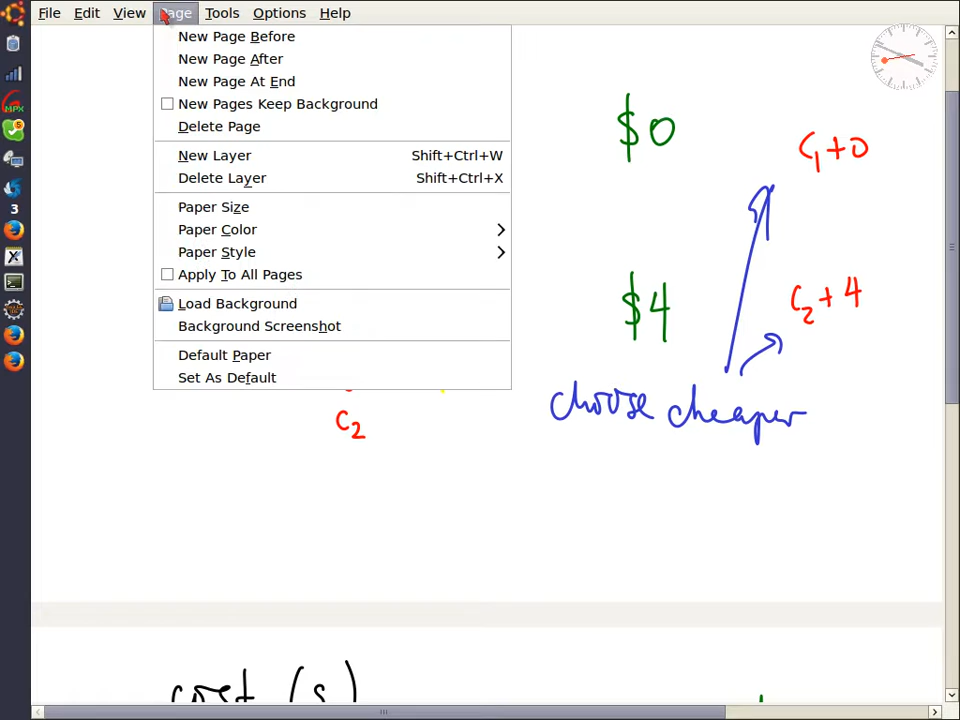 File Edit View Page Tools Options Help
New Page Before
New Page After
New Page At End
New Pages Keep Background
Delete Page
New Layer Shift+Ctrl+W
Delete Layer Shift+Ctrl+X
Paper Size
Paper Color
Paper Style
Apply To All Pages
Load Background
Background Screenshot
Default Paper
Set As Default
MPX
3
$0
c₁+0
$4
c₂+4
choose cheaper
c₂
cost (s)